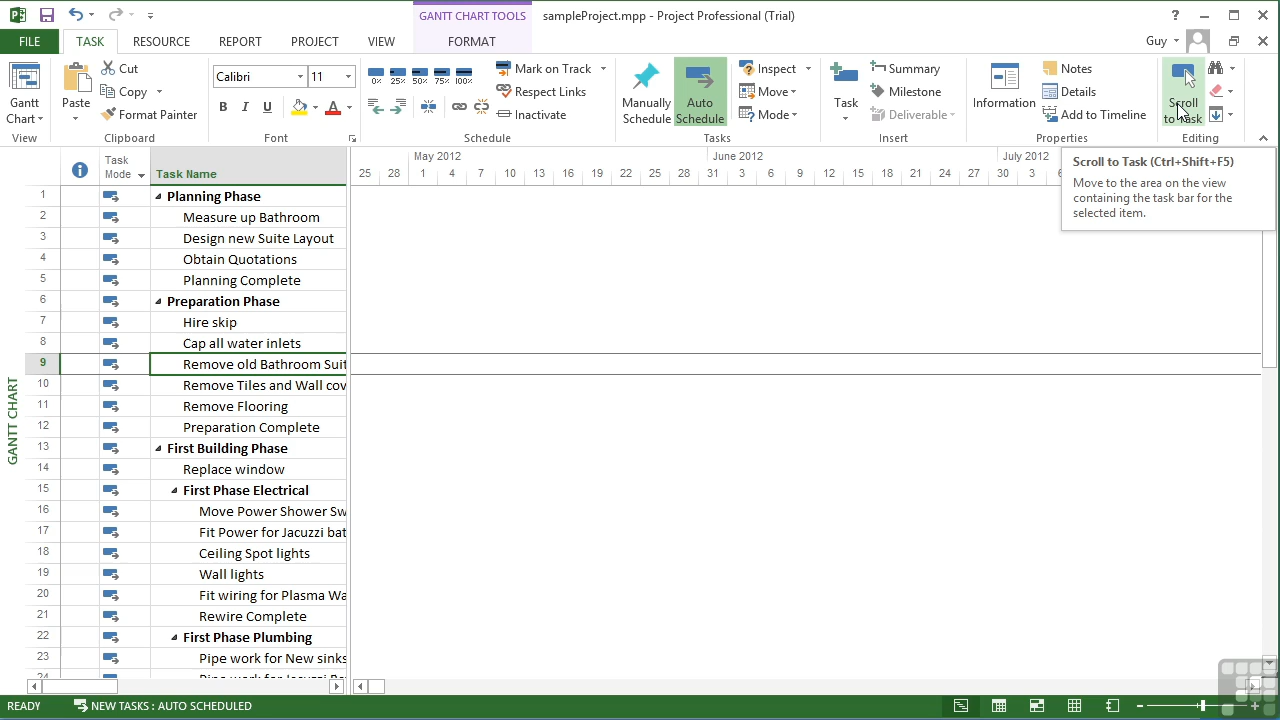 GANTT CHART TOOLS
sampleProject.mpp - Project Professional (Trial)
?
FILE TASK RESOURCE REPORT PROJECT VIEW FORMAT
Guy
Gantt Chart
View
Paste
Cut
Copy
Format Painter
Clipboard
Calibri 11
B I U A
Font
0% 25% 50% 75% 100%
Mark on Track
Respect Links
Inactivate
Schedule
Manually Schedule
Auto Schedule
Inspect
Move
Mode
Tasks
Task
Summary
Milestone
Deliverable
Insert
Information
Notes
Details
Add to Timeline
Properties
Scroll to Task
Editing
Scroll to Task (Ctrl+Shift+F5)
Move to the area on the view
containing the task bar for the
selected item.
Task Mode
Task Name
May 2012 June 2012 July 2012
25 28 1 4 7 10 13 16 19 22 25 28 31 3 6 9 12 15 18 21 24 27 30 3
1 Planning Phase
2 Measure up Bathroom
3 Design new Suite Layout
4 Obtain Quotations
5 Planning Complete
6 Preparation Phase
7 Hire skip
8 Cap all water inlets
9 Remove old Bathroom Suit
10 Remove Tiles and Wall cov
11 Remove Flooring
12 Preparation Complete
13 First Building Phase
14 Replace window
15 First Phase Electrical
16 Move Power Shower Sw
17 Fit Power for Jacuzzi bat
18 Ceiling Spot lights
19 Wall lights
20 Fit wiring for Plasma Wa
21 Rewire Complete
22 First Phase Plumbing
23 Pipe work for New sinks
GANTT CHART
READY NEW TASKS : AUTO SCHEDULED